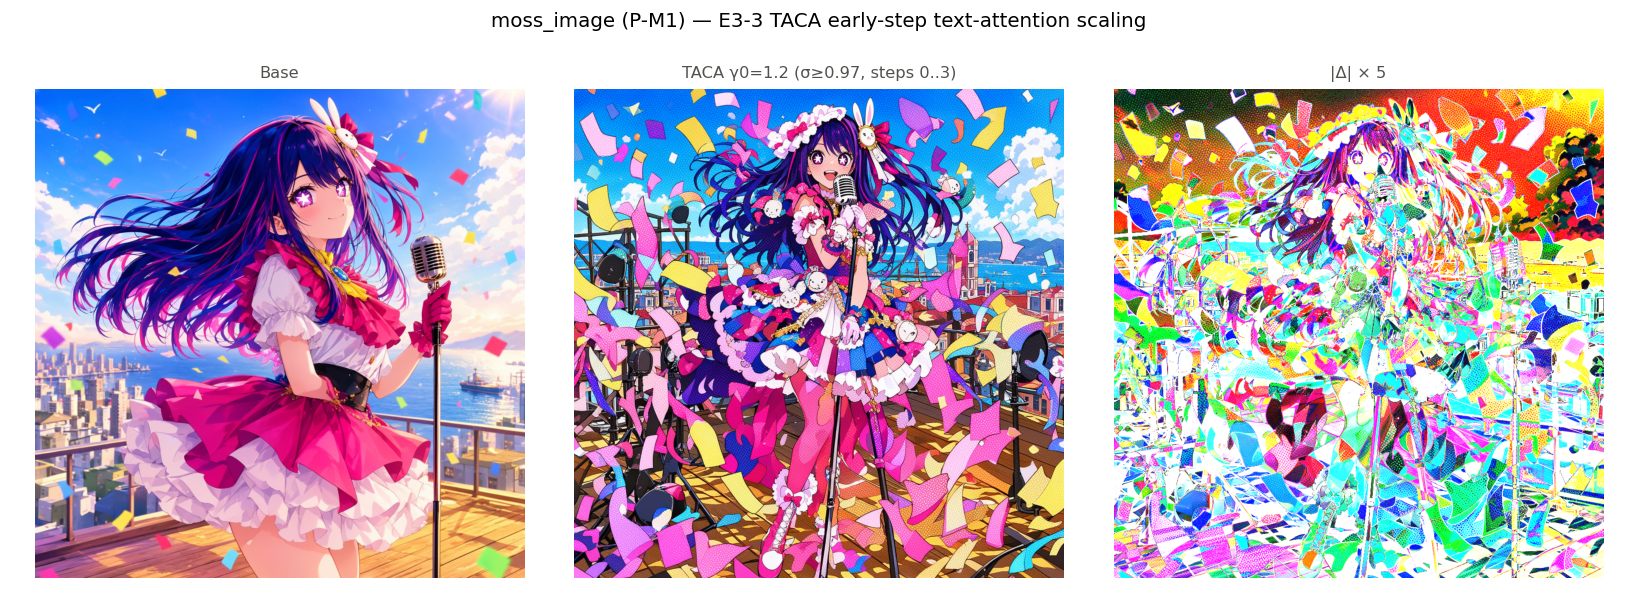 moss_image (P-M1) — E3-3 TACA early-step text-attention scaling
Base
TACA γ0=1.2 (σ≥0.97, steps 0..3)
|Δ| × 5